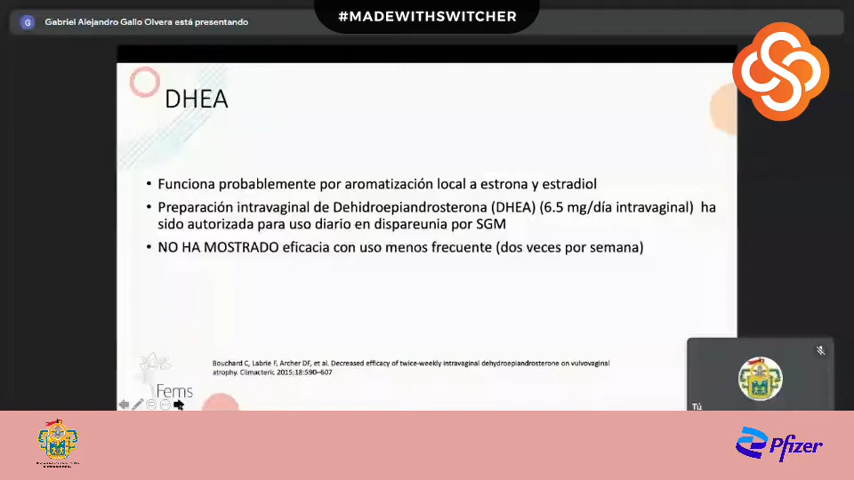 Gabriel Alejandro Gallo Olvera está presentando
#MADEWITHSWITCHER
G
DHEA
• Funciona probablemente por aromatización local a estrona y estradiol
• Preparación intravaginal de Dehidroepiandrosterona (DHEA) (6.5 mg/día intravaginal) ha
sido autorizada para uso diario en dispareunia por SGM
• NO HA MOSTRADO eficacia con uso menos frecuente (dos veces por semana)
Bouchard C, Labrie F, Archer DF, et al. Decreased efficacy of twice-weekly intravaginal dehydroepiandrosterone on vulvovaginal
atrophy. Climacteric 2015;18:590–607
Fems
Tú
Pfizer